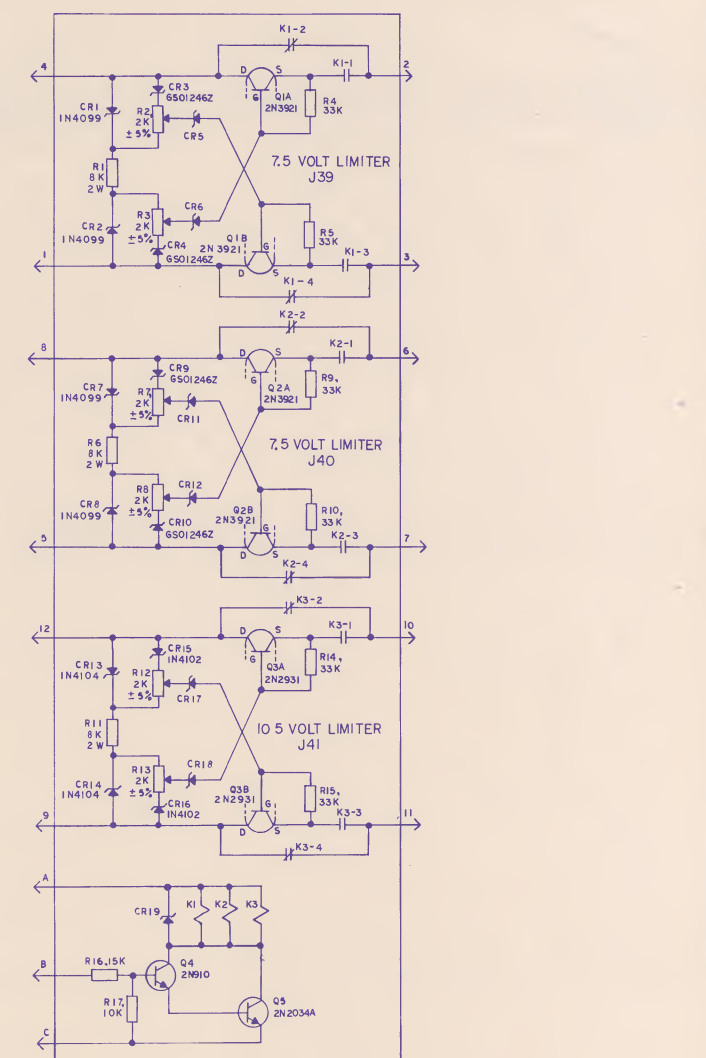 K1-2
4
D
S
K1-1
2
CR3
GS01246Z
CR1
1N4099
R2,
2K
±5%
G
Q1A
2N3921
R4
33K
CR5
R1
8K
2W
7.5 VOLT LIMITER
J39
CR6
R3
2K
±5%
CR2
1N4099
Q1B
2N3921
G
R5
33K
CR4
GS01246Z
1
D
S
K1-3
3
K1-4
K2-2
8
D
S
K2-1
6
CR9
GS01246Z
CR7
1N4099
R7,
2K
±5%
G
Q2A
2N3921
R9,
33K
CR11
R6
8K
2W
7.5 VOLT LIMITER
J40
CR12
R8
2K
±5%
CR8
1N4099
Q2B
2N3921
G
R10,
33K
CR10
GS01246Z
5
D
S
K2-3
7
K2-4
K3-2
12
D
S
K3-1
10
CR15
1N4102
CR13
1N4104
R12
2K
±5%
G
Q3A
2N2931
R14,
33K
CR17
R11
8K
2W
10 5 VOLT LIMITER
J41
CR18
R13
2K
±5%
CR14
1N4104
Q3B
2N2931
G
R15,
33K
CR16
1N4102
9
D
S
K3-3
11
K3-4
A
CR19
K1
K2
K3
B
R16,15K
Q4
2N910
R17,
10K
Q5
2N2034A
C